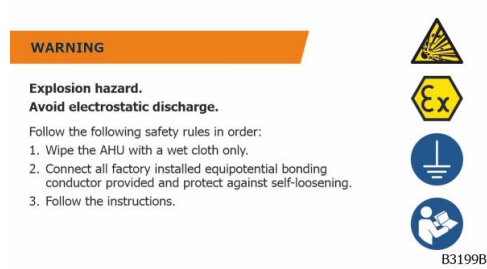 WARNING
Explosion hazard.
Avoid electrostatic discharge.
Follow the following safety rules in order:
1. Wipe the AHU with a wet cloth only.
2. Connect all factory installed equipotential bonding
conductor provided and protect against self-loosening.
3. Follow the instructions.
Ex
B3199B